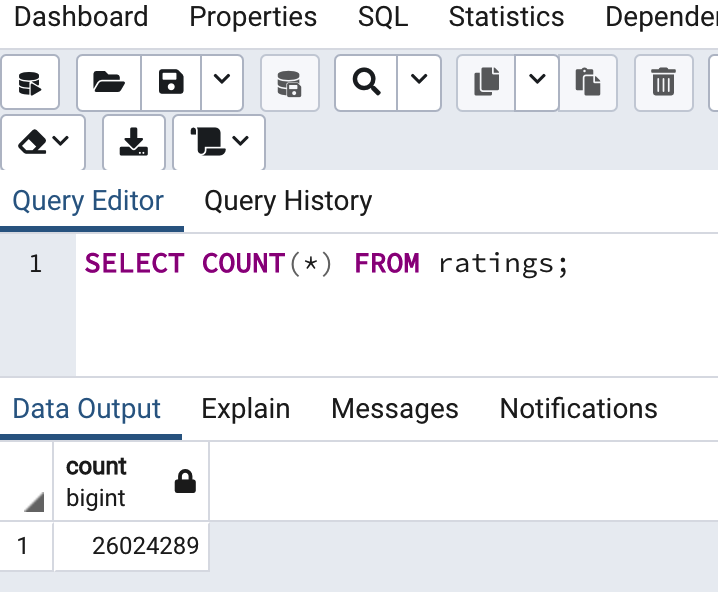 Dashboard Properties SQL Statistics
Query Editor Query History
1 SELECT COUNT(*) FROM ratings;
Data Output Explain Messages Notifications
count
bigint
1 26024289